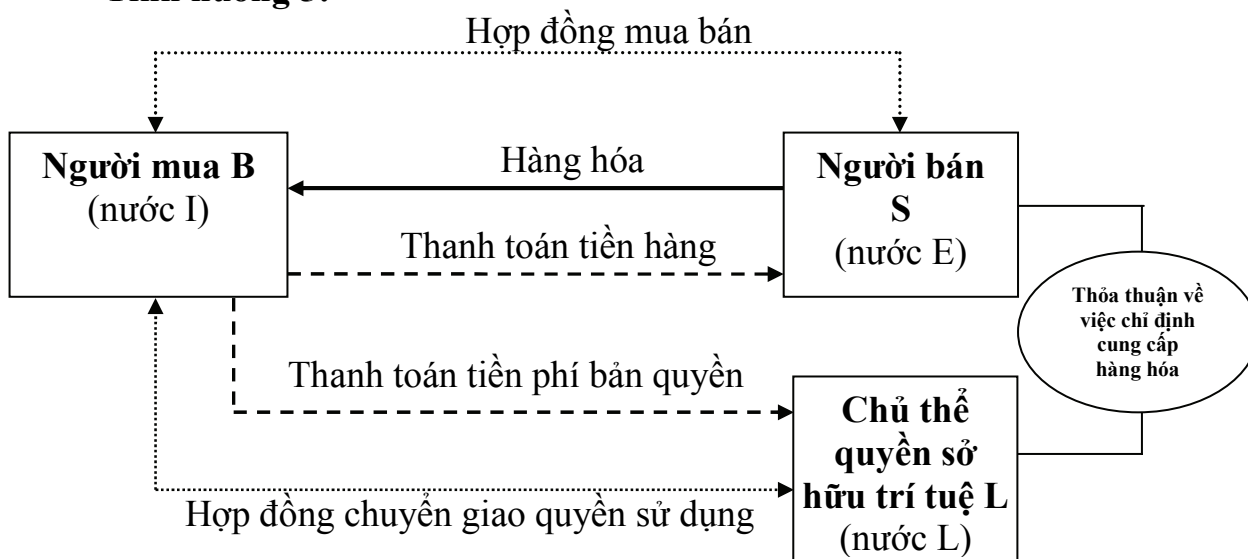 Hợp đồng mua bán
Người mua B
(nước I)
Hàng hóa
Người bán
S
(nước E)
Thanh toán tiền hàng
Thỏa thuận về
việc chỉ định
cung cấp
hàng hóa
Thanh toán tiền phí bản quyền
Chủ thể
quyền sở
hữu trí tuệ L
(nước L)
Hợp đồng chuyển giao quyền sử dụng